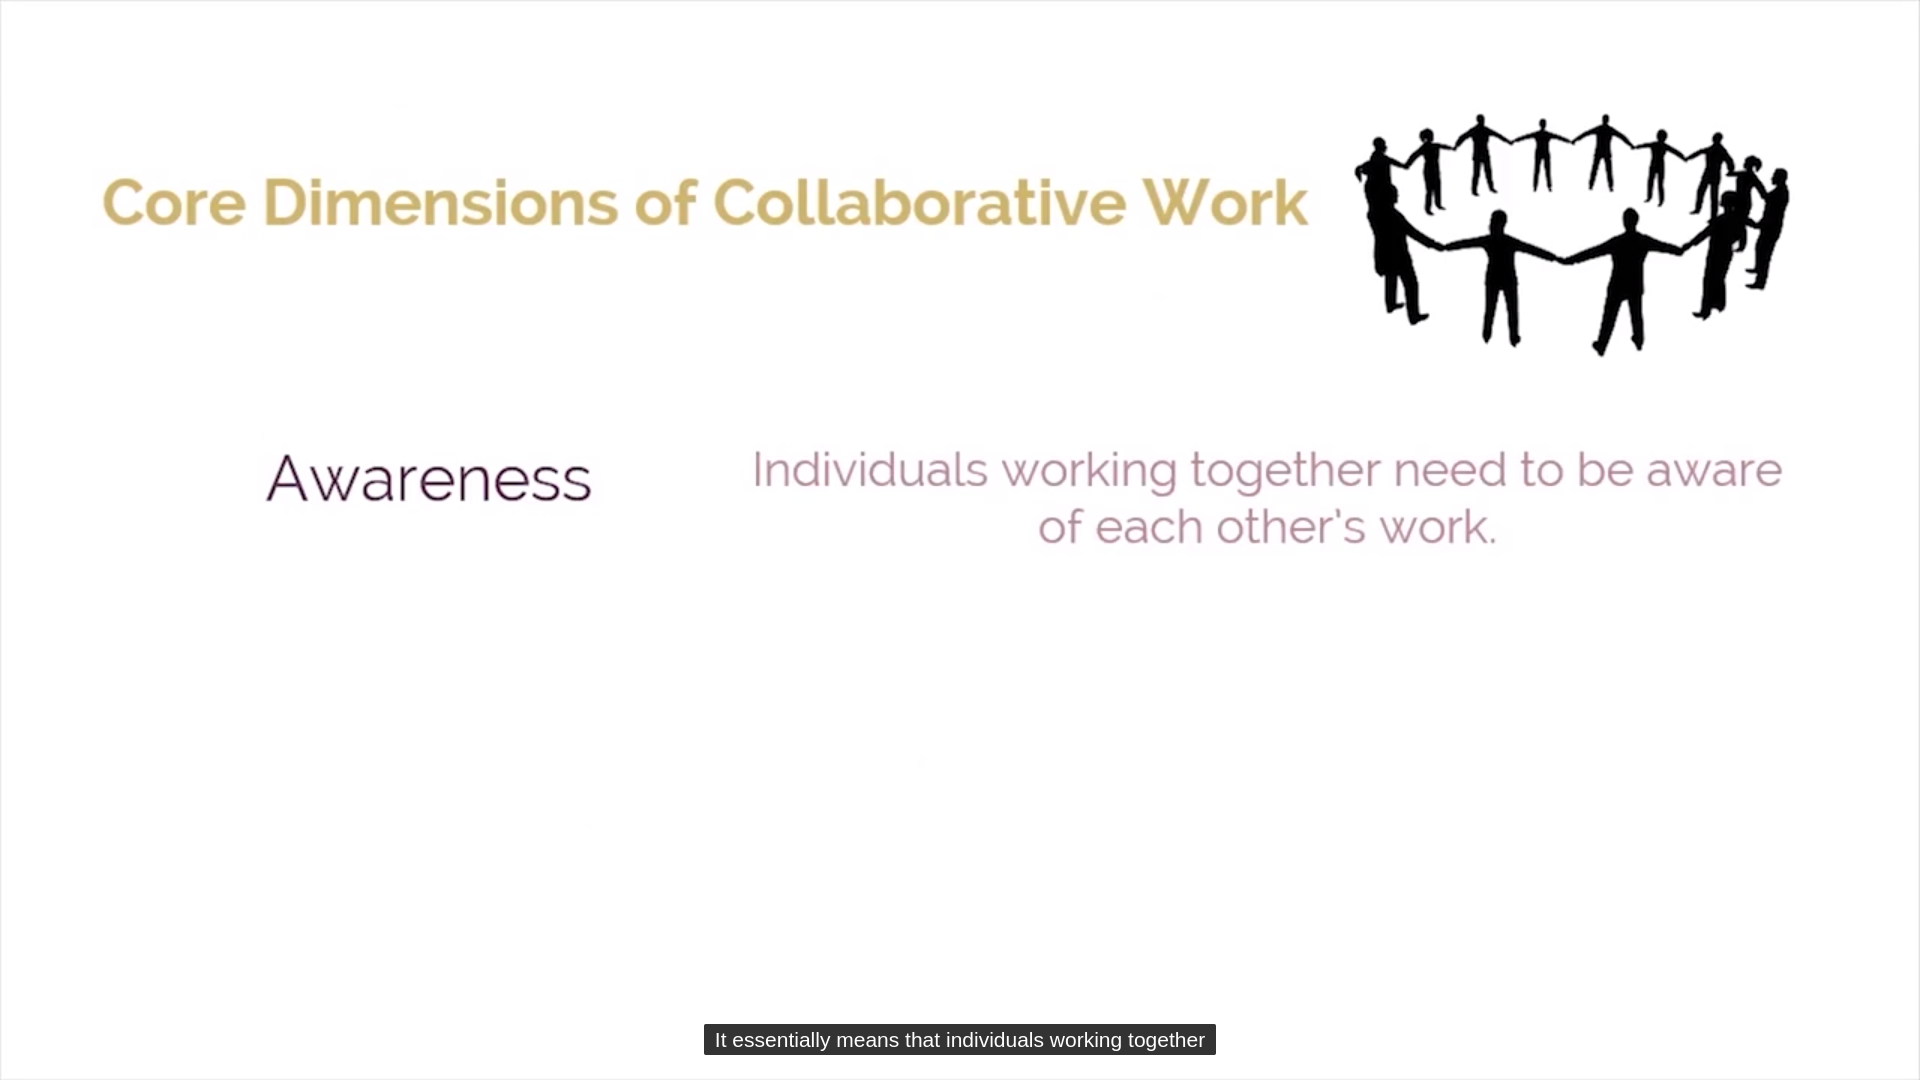 Core Dimensions of Collaborative Work
Awareness
Individuals working together need to be aware
of each other's work.
It essentially means that individuals working together